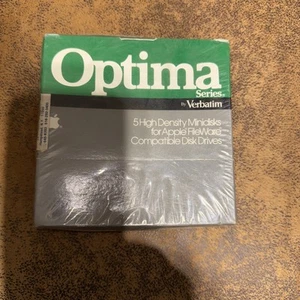 Optima
Series®
By Verbatim
5 High Density Minidisks
for Apple FileWare
Compatible Disk Drives